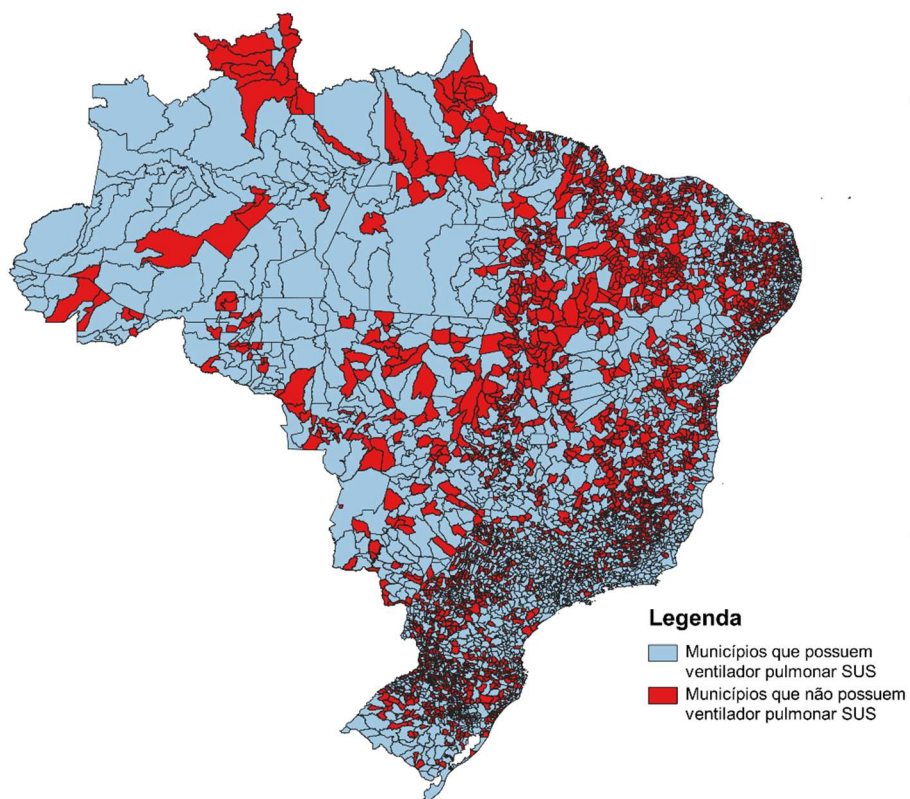 Legenda
Municípios que possuem
ventilador pulmonar SUS
Municípios que não possuem
ventilador pulmonar SUS